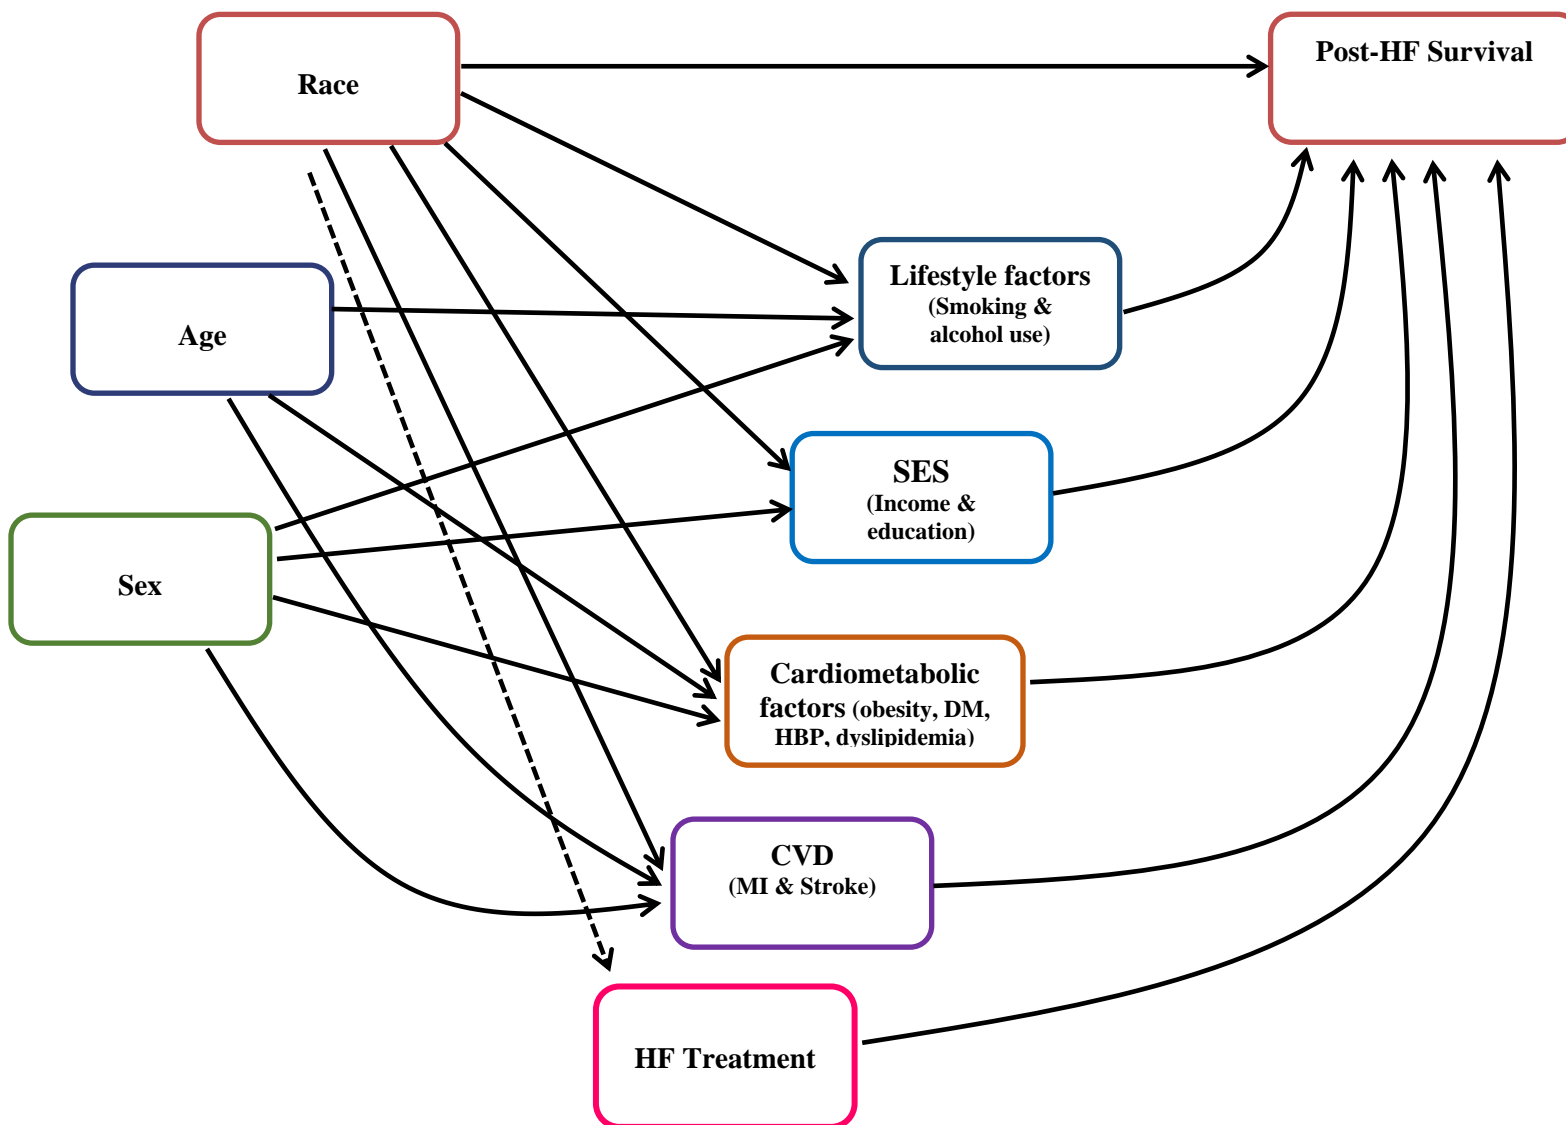 Race
Post-HF Survival
Age
Lifestyle factors
(Smoking &
alcohol use)
Sex
SES
(Income &
education)
Cardiometabolic
factors (obesity, DM,
HBP, dyslipidemia)
CVD
(MI & Stroke)
HF Treatment